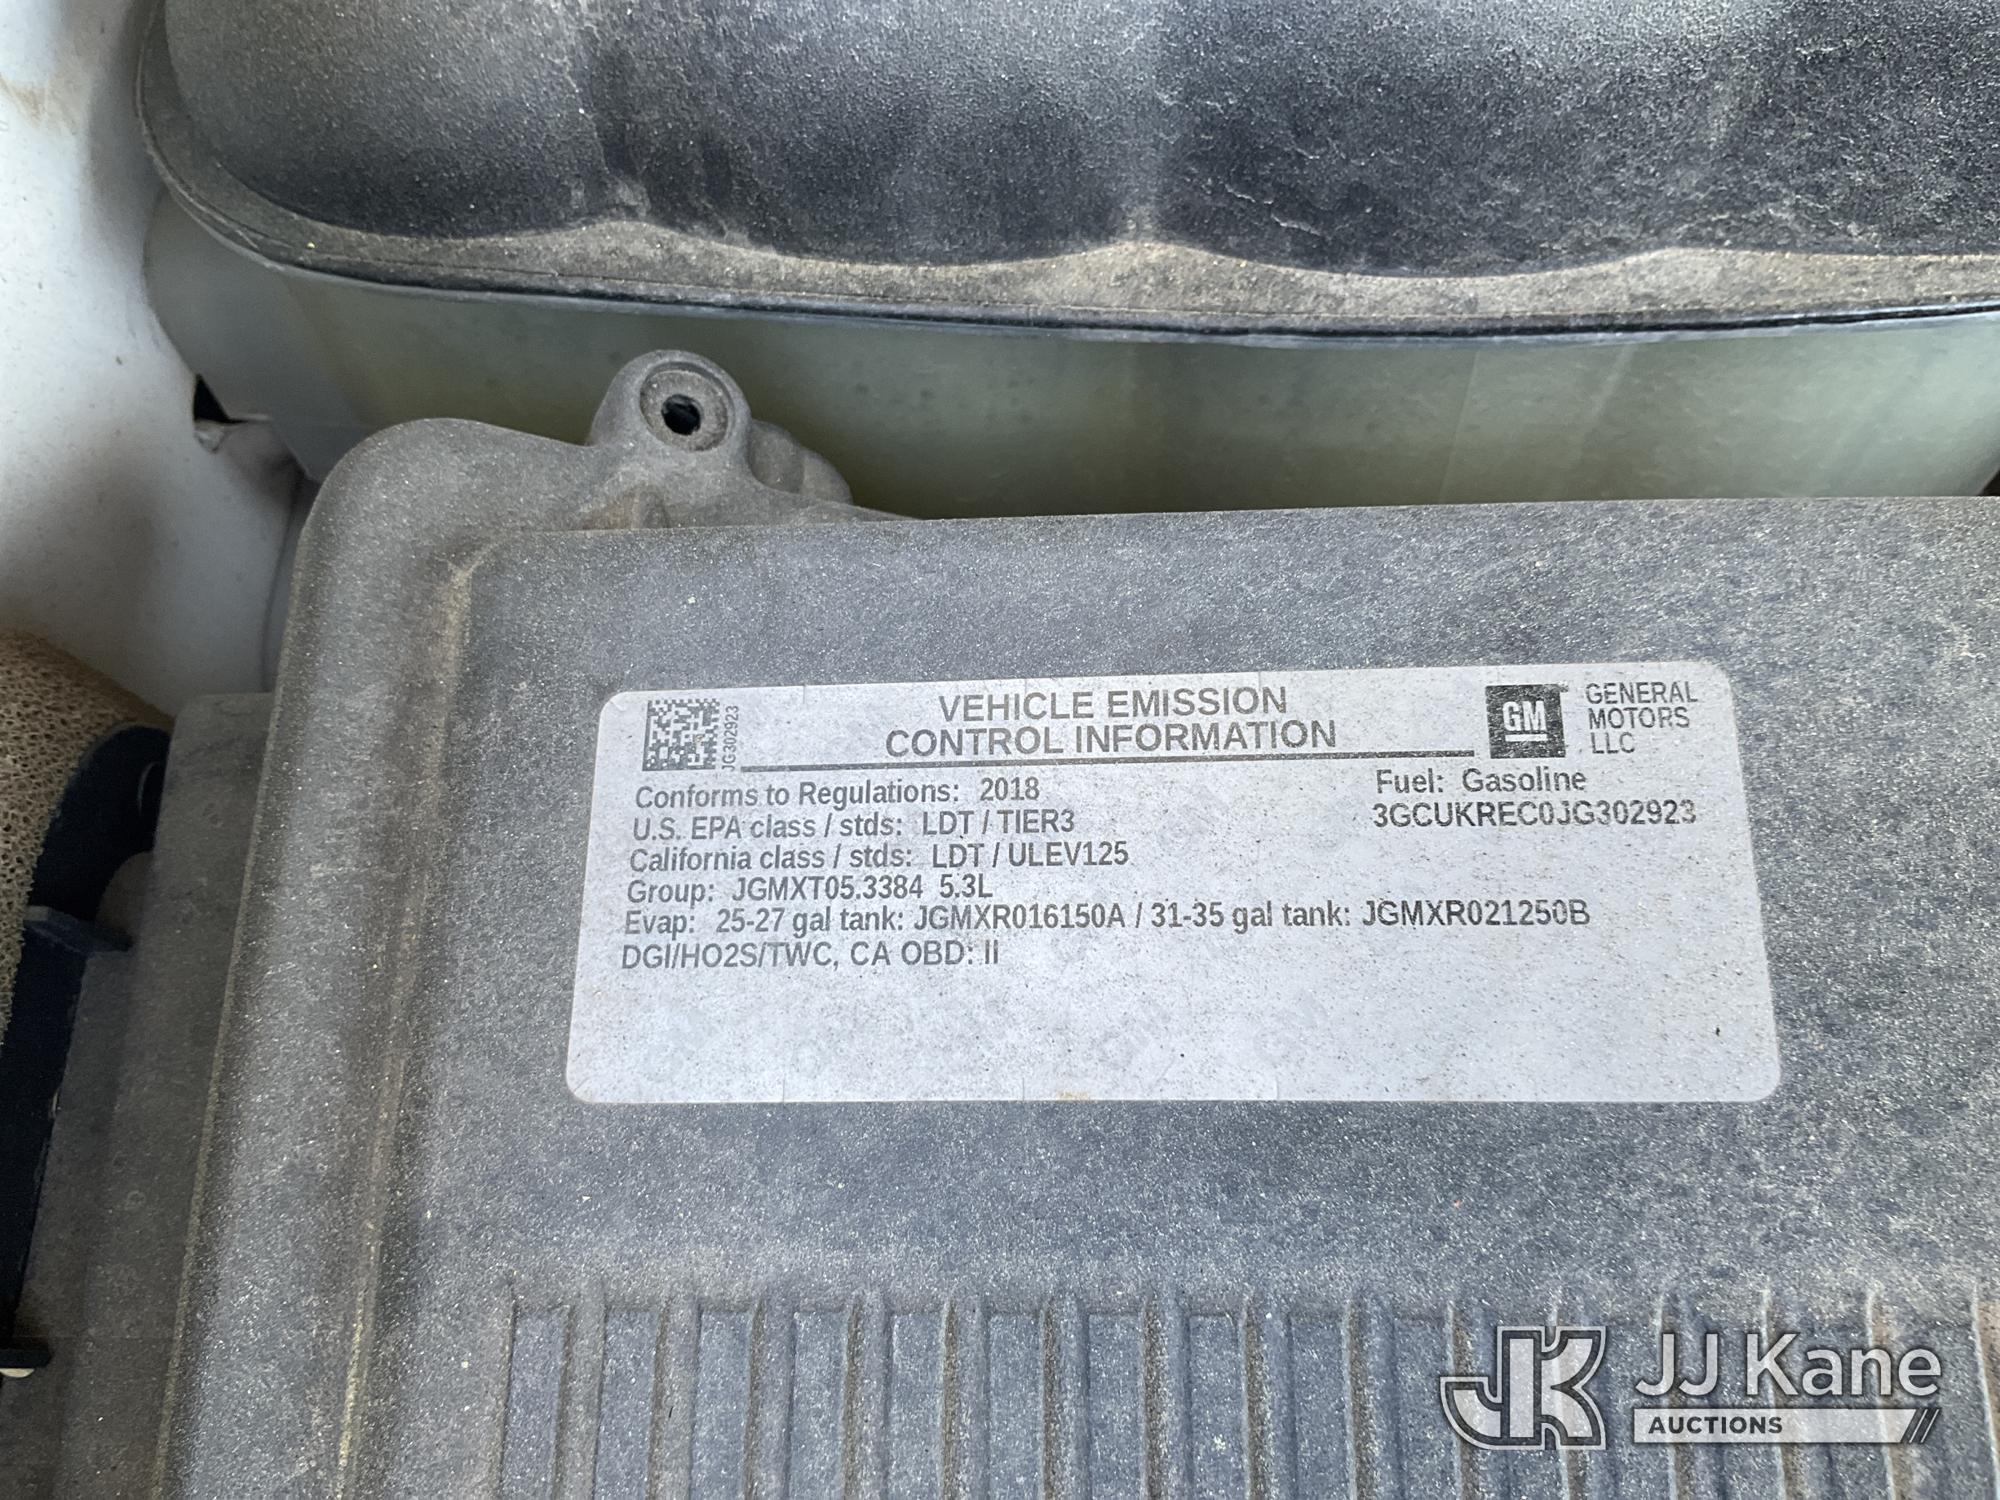 JG302923
VEHICLE EMISSION
CONTROL INFORMATION
GM
GENERAL
MOTORS
LLC
Conforms to Regulations: 2018
Fuel: Gasoline
U.S. EPA class / stds: LDT / TIER3
3GCUKREC0JG302923
California class / stds: LDT / ULEV125
Group: JGMXT05.3384 5.3L
Evap: 25-27 gal tank: JGMXR016150A / 31-35 gal tank: JGMXR021250B
DGI/HO2S/TWC, CA OBD: II
JK JJ Kane
AUCTIONS